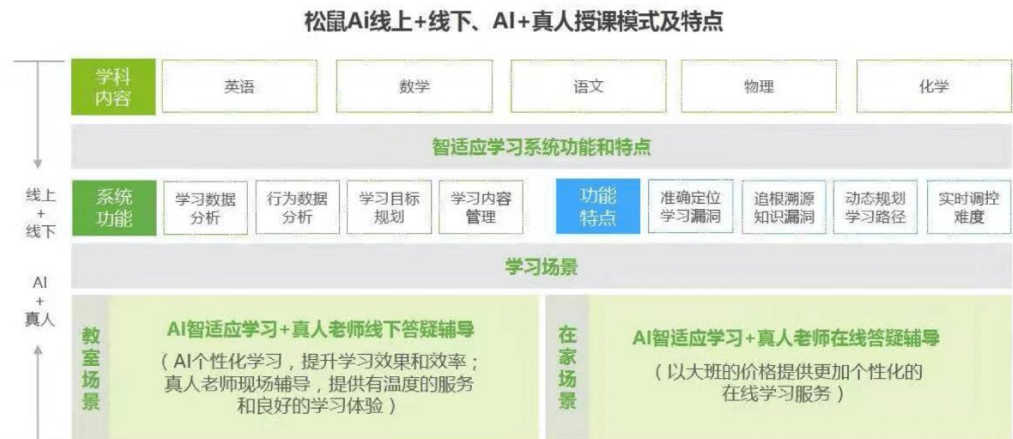 松鼠Ai线上+线下、AI+真人授课模式及特点
学科
内容
英语
数学
语文
物理
化学
智适应学习系统功能和特点
线上
+
线下
系统
功能
学习数据
分析
行为数据
分析
学习目标
规划
学习内容
管理
功能
特点
准确定位
学习漏洞
追根溯源
知识漏洞
动态规划
学习路径
实时调控
难度
学习场景
AI
+
真人
教室场景
AI智适应学习+真人老师线下答疑辅导
（AI个性化学习，提升学习效果和效率；
真人老师现场辅导，提供有温度的服务
和良好的学习体验）
在家场景
AI智适应学习+真人老师在线答疑辅导
（以大班的价格提供更加个性化的
在线学习服务）